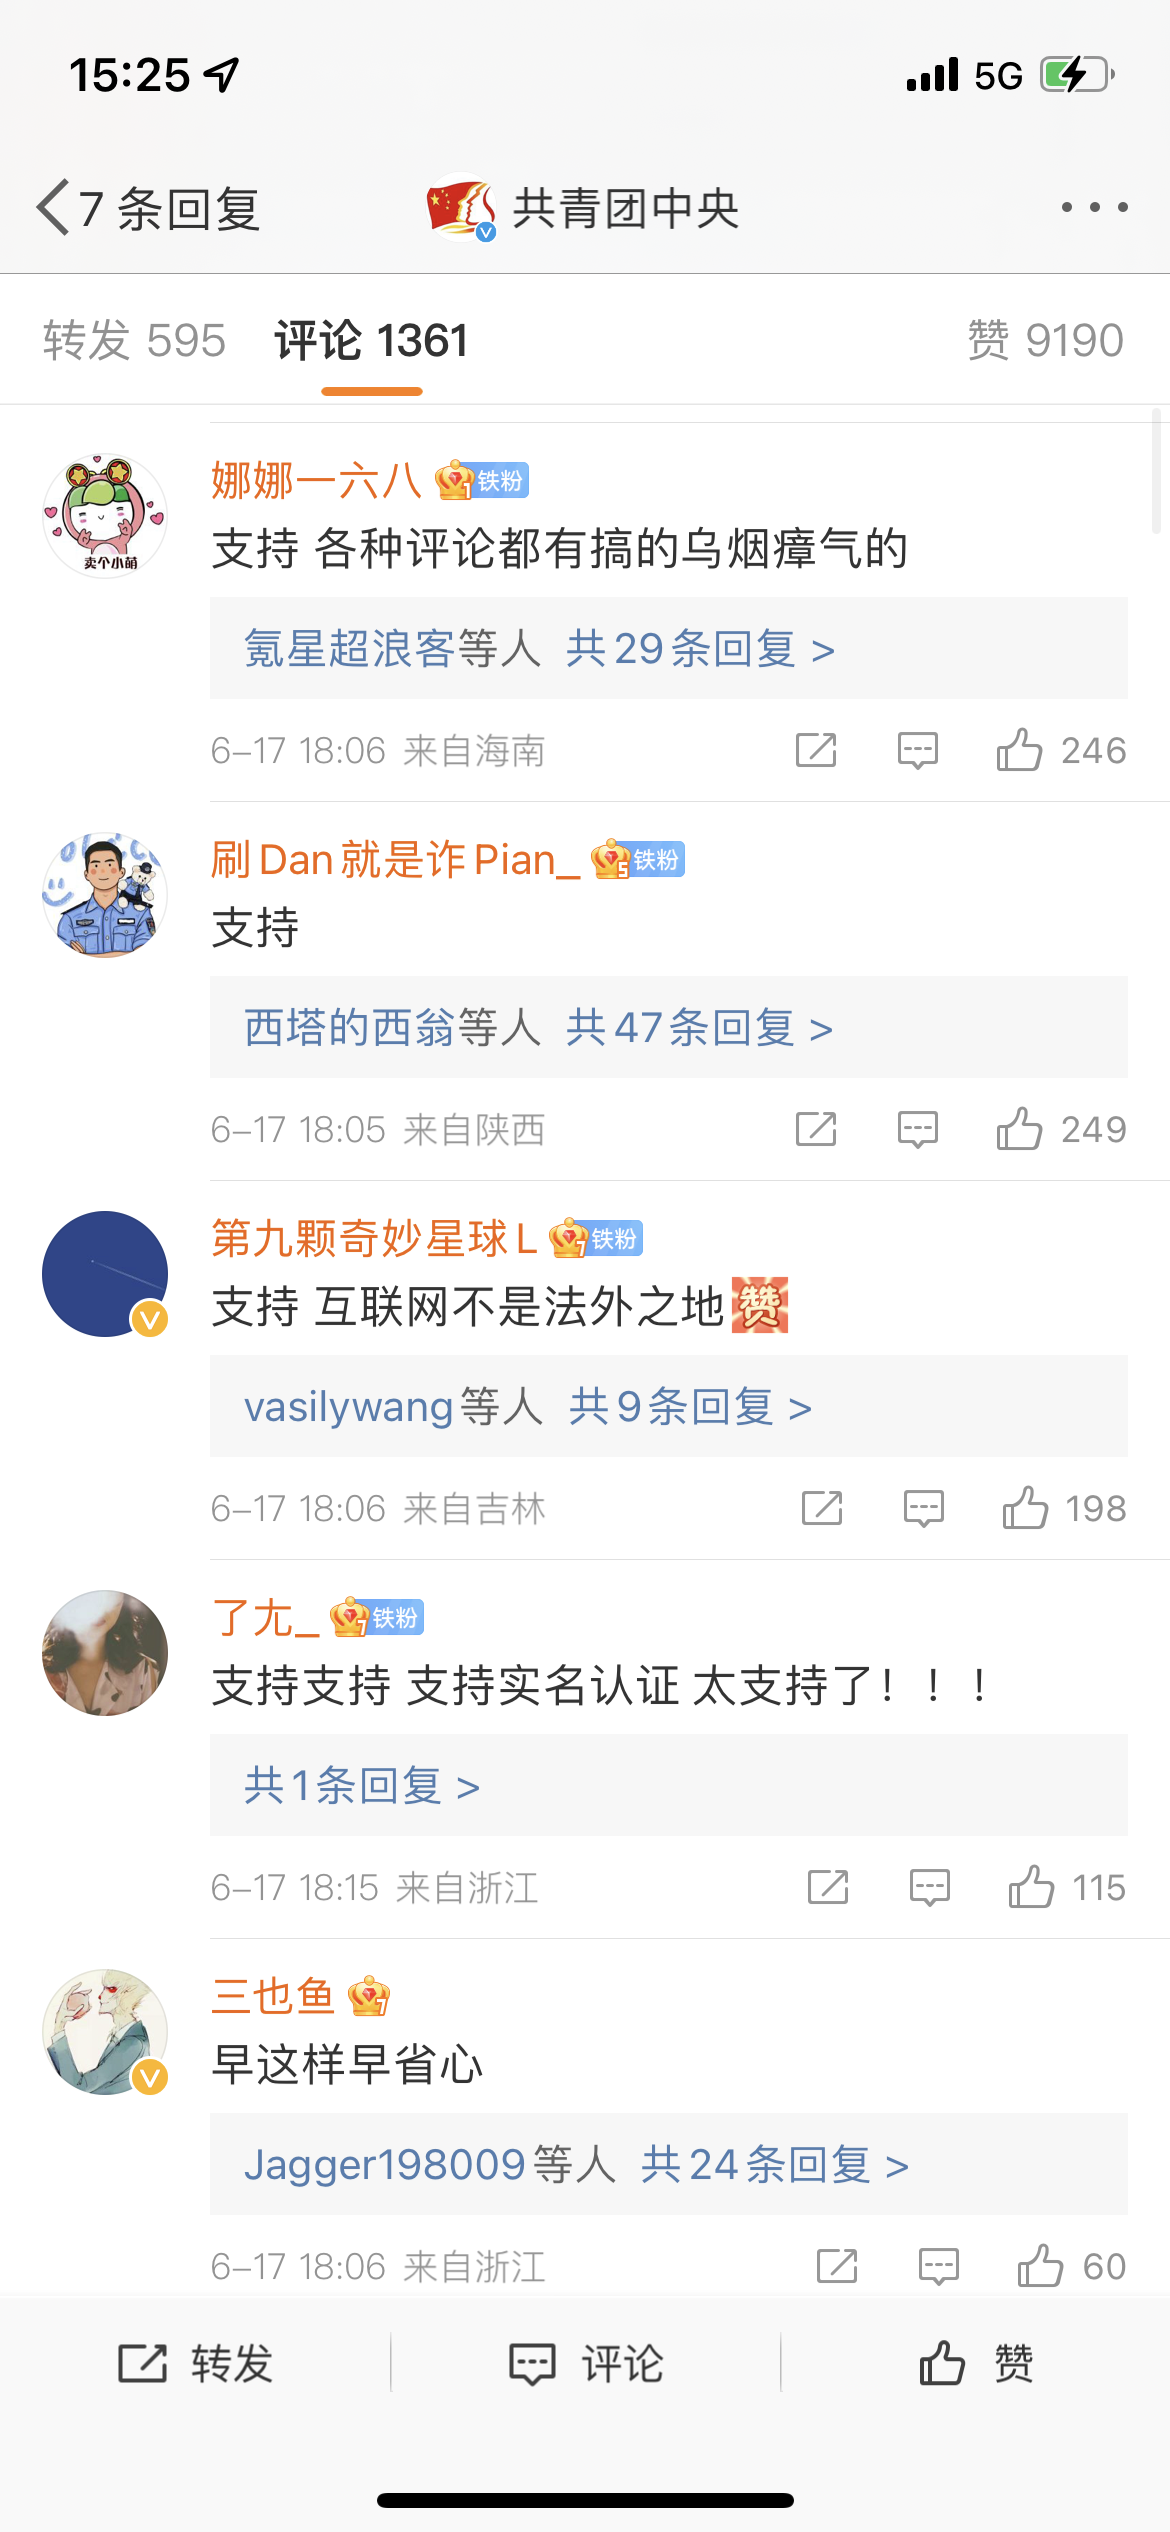 15:25
5G
7 条回复
共青团中央
转发 595 评论 1361 赞 9190
卖个小萌
娜娜一六八 1 铁粉
支持 各种评论都有搞的乌烟瘴气的
氪星超浪客等人 共29条回复 >
6-17 18:06 来自海南 246
刷Dan就是诈Pian_ 5 铁粉
支持
西塔的西翁等人 共47条回复 >
6-17 18:05 来自陕西 249
第九颗奇妙星球L 7 铁粉
支持 互联网不是法外之地 赞
vasilywang等人 共9条回复 >
6-17 18:06 来自吉林 198
了尢_ 7 铁粉
支持支持 支持实名认证 太支持了！！！
共1条回复 >
6-17 18:15 来自浙江 115
三也鱼 7
早这样早省心
Jagger198009等人 共24条回复 >
6-17 18:06 来自浙江 60
转发 评论 赞